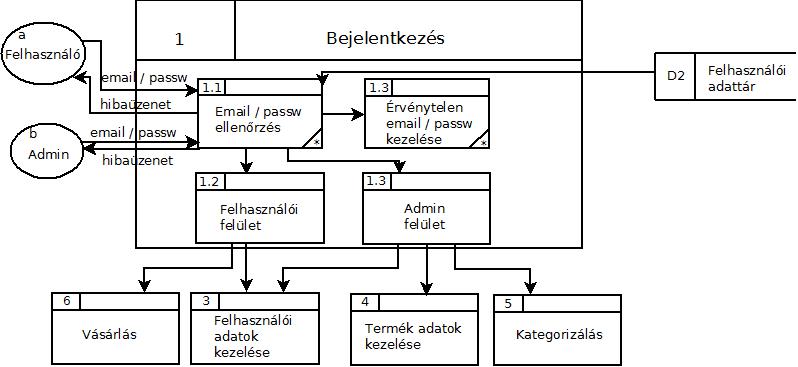 1
Bejelentkezés
a
Felhasználó
email / passw
hibaüzenet
b
Admin
email / passw
hibaüzenet
1.1
Email / passw
ellenőrzés
*
1.3
Érvénytelen
email / passw
kezelése
*
D2
Felhasználói
adattár
1.2
Felhasználói
felület
1.3
Admin
felület
6
Vásárlás
3
Felhasználói
adatok
kezelése
4
Termék adatok
kezelése
5
Kategorizálás